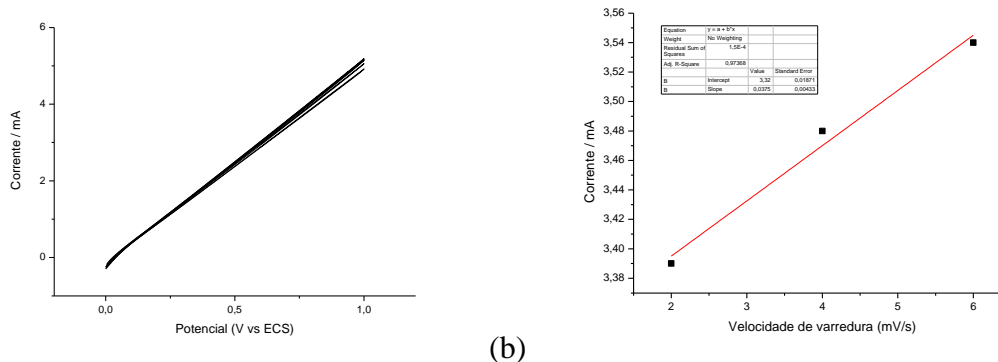 6
4
2
0
Corrente / mA
0,0 0,5 1,0
Potencial (V vs ECS)
3,56
3,54
3,52
3,50
3,48
3,46
3,44
3,42
3,40
3,38
Corrente / mA
Equation y = a + b*x
Weight No Weighting
Residual Sum of Squares 1,5E-4
Adj. R-Square 0,97368
Value Standard Error
B Intercept 3,32 0,01871
B Slope 0,0375 0,00433
2 3 4 5 6
Velocidade de varredura (mV/s)
(b)